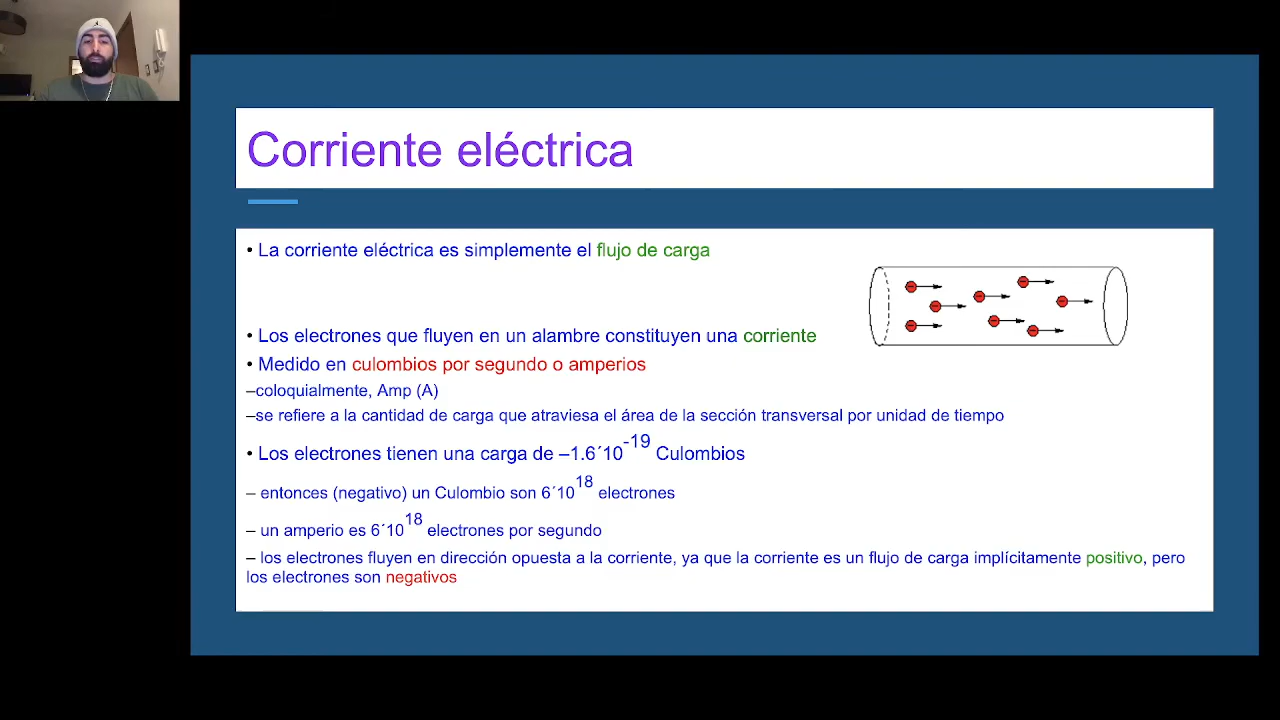 Corriente eléctrica
• La corriente eléctrica es simplemente el flujo de carga
• Los electrones que fluyen en un alambre constituyen una corriente
• Medido en culombios por segundo o amperios
–coloquialmente, Amp (A)
–se refiere a la cantidad de carga que atraviesa el área de la sección transversal por unidad de tiempo
• Los electrones tienen una carga de –1.6´10-19 Culombios
– entonces (negativo) un Culombio son 6´1018 electrones
– un amperio es 6´1018 electrones por segundo
– los electrones fluyen en dirección opuesta a la corriente, ya que la corriente es un flujo de carga implícitamente positivo, pero
los electrones son negativos